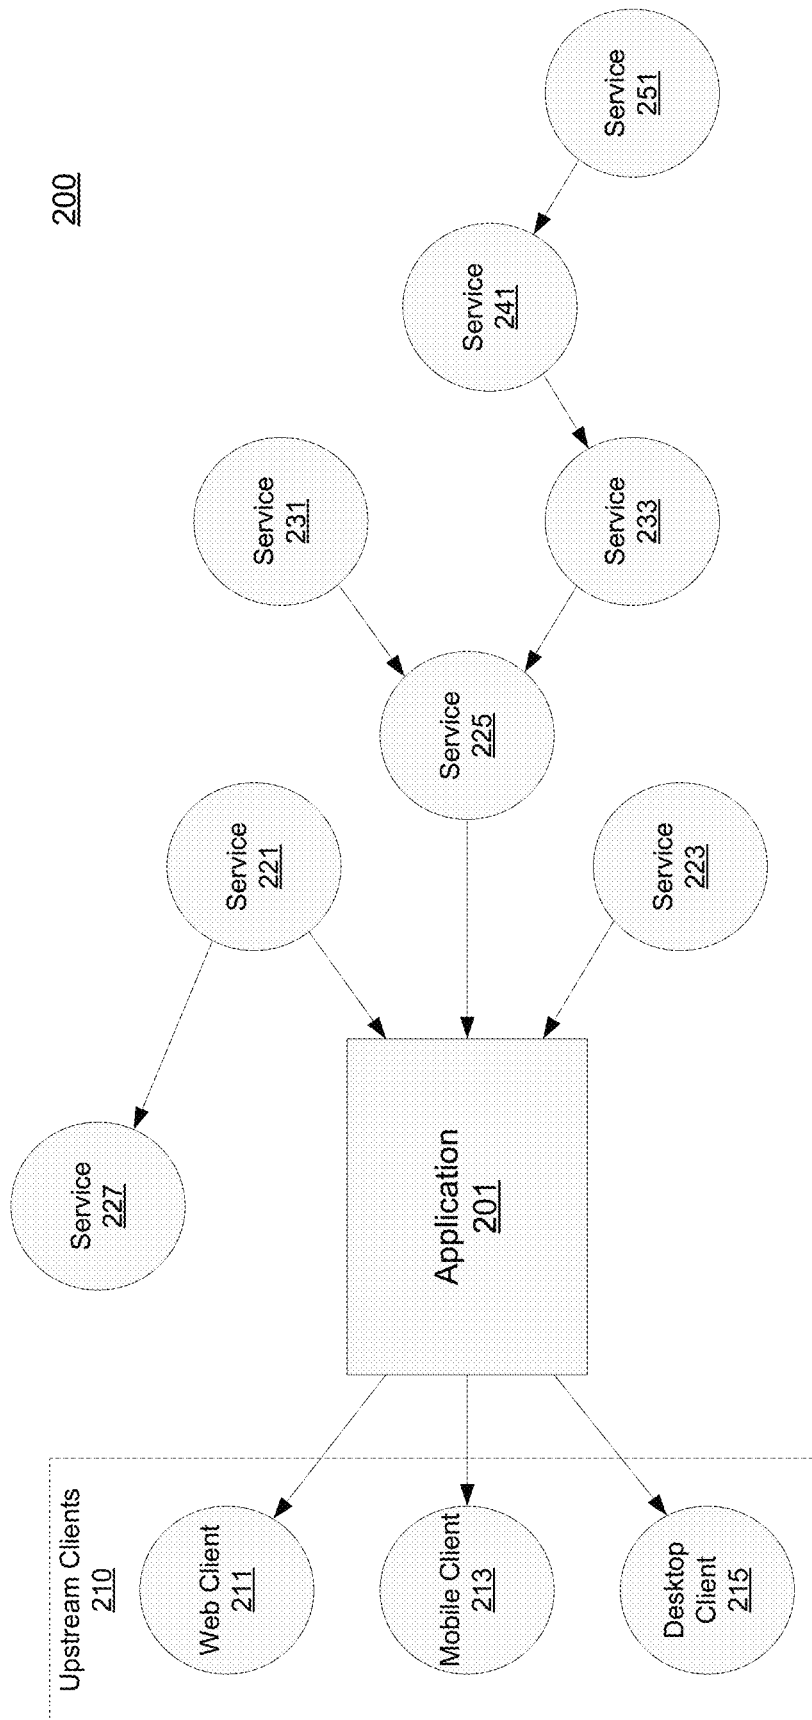 200
Upstream Clients
210
Web Client
211
Mobile Client
213
Desktop
Client
215
Application
201
Service
227
Service
221
Service
223
Service
225
Service
231
Service
233
Service
241
Service
251